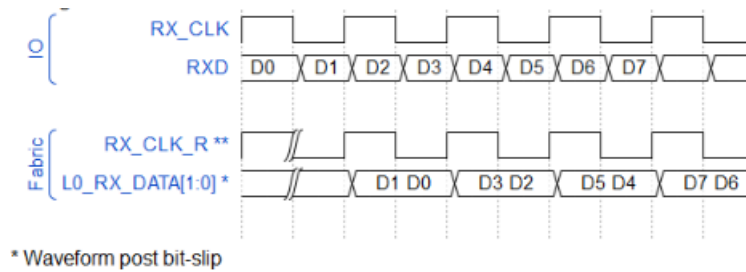 IO
RX_CLK
RXD D0 D1 D2 D3 D4 D5 D6 D7
Fabric
RX_CLK_R **
L0_RX_DATA[1:0] * D1 D0 D3 D2 D5 D4 D7 D6
* Waveform post bit-slip